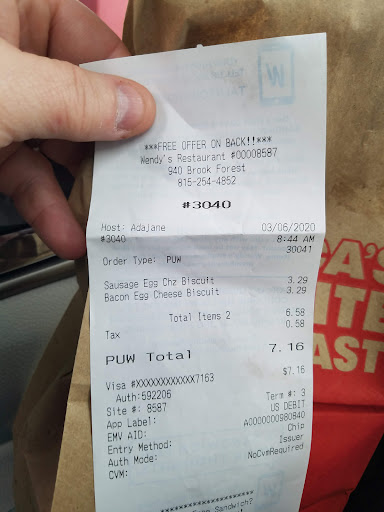 ***FREE OFFER ON BACK!!***
Wendy's Restaurant #00008587
940 Brook Forest
815-254-4852
#3040
Host: Adajane 03/06/2020
#3040 8:44 AM
30041
Order Type: PUW
Sausage Egg Chz Biscuit 3.29
Bacon Egg Cheese Biscuit 3.29
Total Items 2 6.58
Tax 0.58
PUW Total 7.16
Visa #XXXXXXXXXXXX7163 $7.16
Auth:592206
Site #: 8587 Term #: 3
App Label: US DEBIT
EMV AID: A0000000980840
Entry Method: Chip
Auth Mode: Issuer
CVM: NoCvmRequired
Sandwich?
W
CA'S
ITE
AST